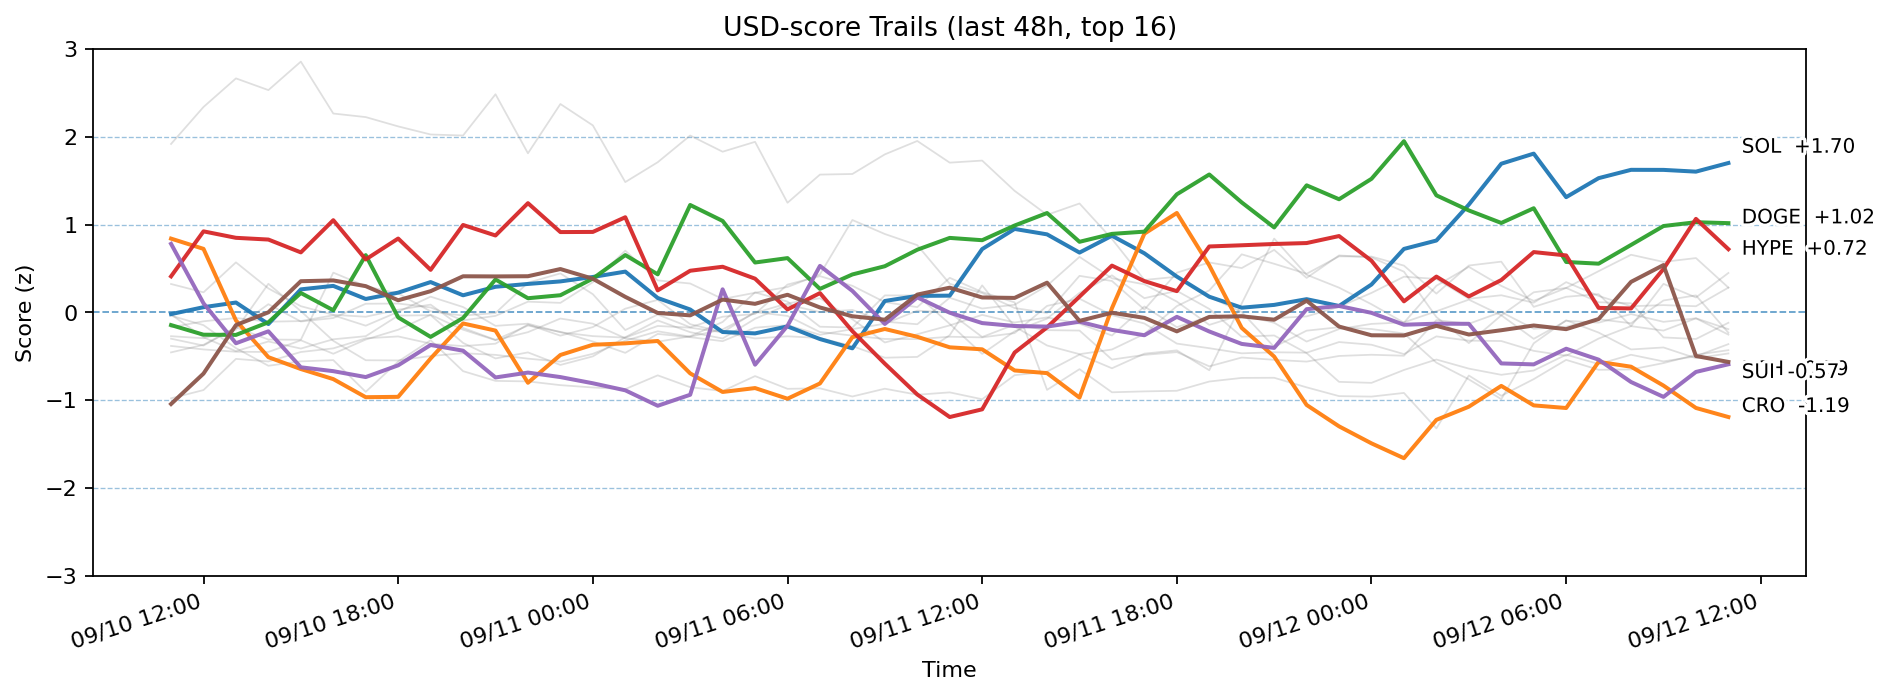 USD-score Trails (last 48h, top 16)
Score (z)
3
2
1
0
−1
−2
−3
SOL +1.70
DOGE +1.02
HYPE +0.72
CRO -1.19
09/10 12:00
09/10 18:00
09/11 00:00
09/11 06:00
09/11 12:00
09/11 18:00
09/12 00:00
09/12 06:00
09/12 12:00
Time